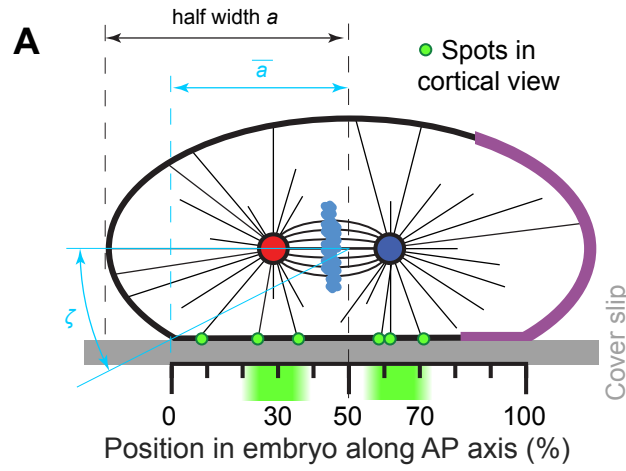 A
half width a
a
Spots in
cortical view
ζ
Cover slip
0
30
50
70
100
Position in embryo along AP axis (%)